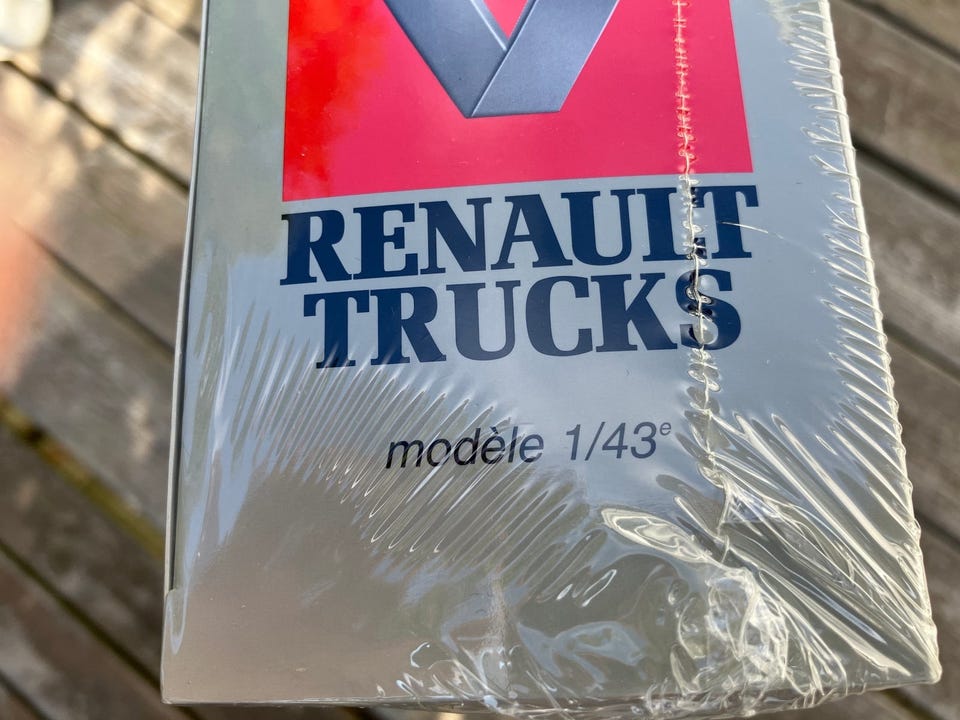 RENAULT
TRUCKS
modèle 1/43e